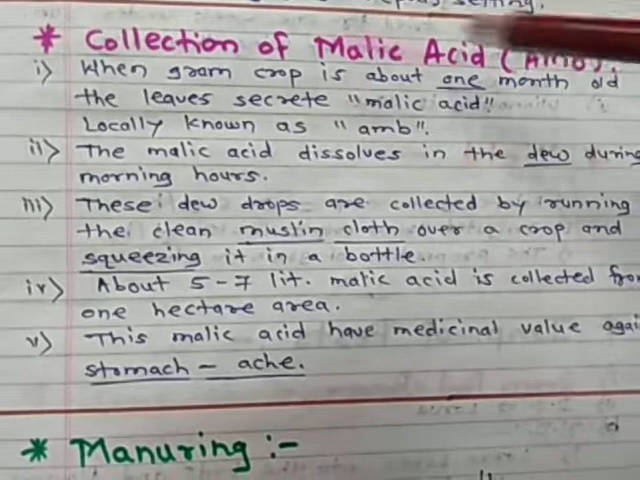 setting.
* Collection of Malic Acid (Amb).
i) When gram crop is about one month old
the leaves secrete "malic acid".
Locally known as "amb".
ii) The malic acid dissolves in the dew during
morning hours.
iii) These dew drops are collected by running
the clean muslin cloth over a crop and
squeezing it in a bottle.
iv) About 5-7 lit. malic acid is collected from
one hectare area.
v) This malic acid have medicinal value agai
stomach - ache.
* Manuring :-